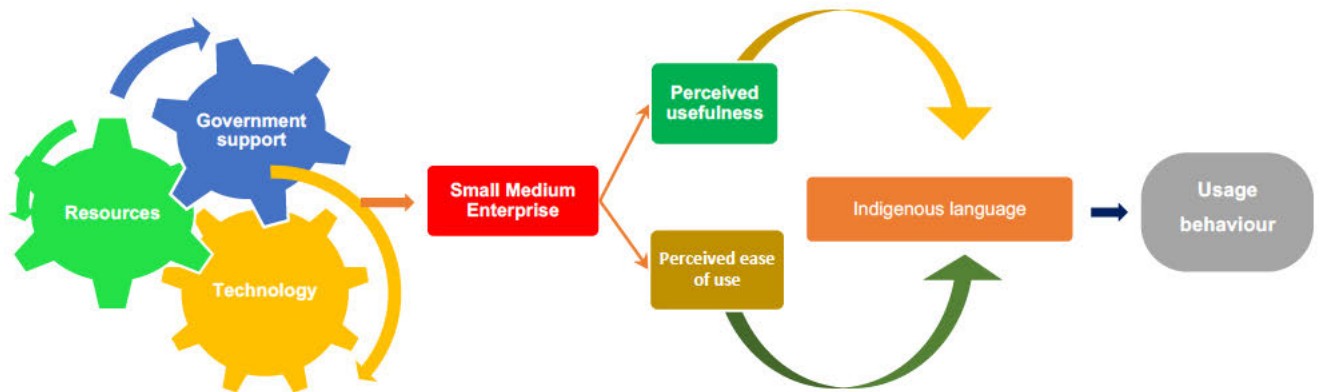 Government
support
Resources
Technology
Small Medium
Enterprise
Perceived
usefulness
Perceived ease
of use
Indigenous language
Usage
behaviour